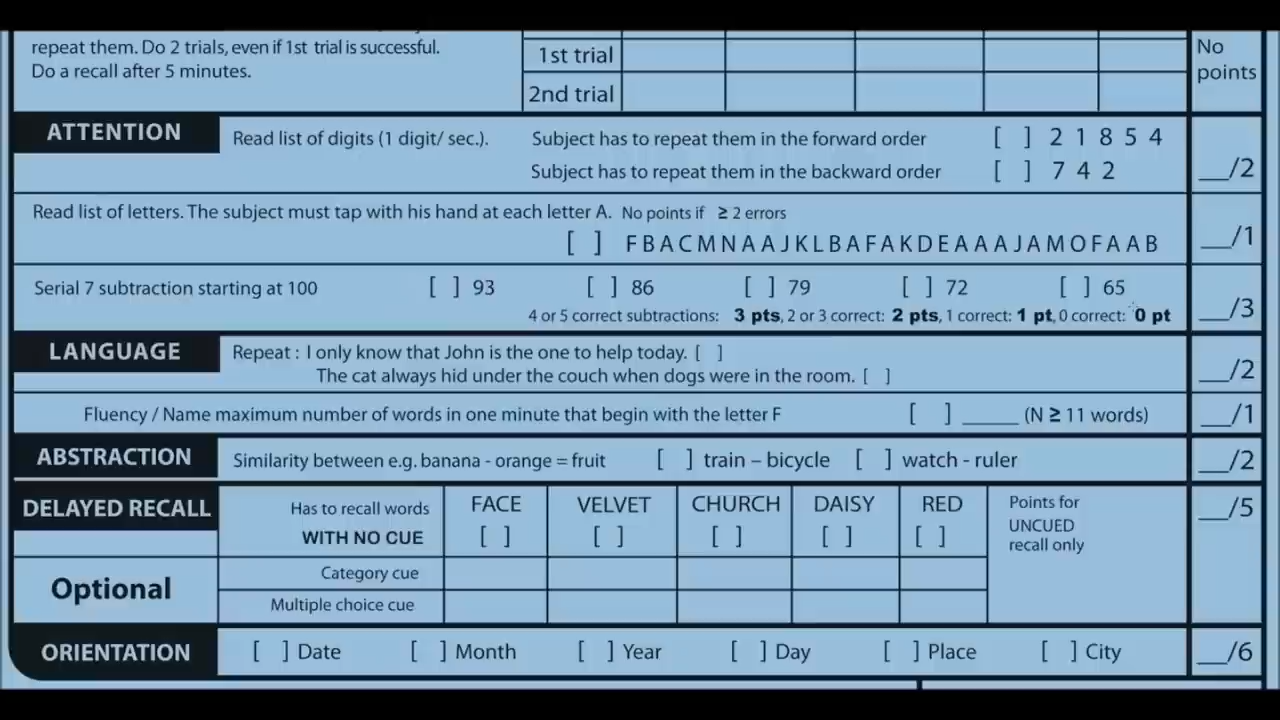 repeat them. Do 2 trials, even if 1st trial is successful.
Do a recall after 5 minutes.
1st trial
2nd trial
No
points
ATTENTION
Read list of digits (1 digit/ sec.).
Subject has to repeat them in the forward order [ ] 2 1 8 5 4
Subject has to repeat them in the backward order [ ] 7 4 2
__/2
Read list of letters. The subject must tap with his hand at each letter A. No points if ≥ 2 errors
[ ] F B A C M N A A J K L B A F A K D E A A A J A M O F A A B
__/1
Serial 7 subtraction starting at 100 [ ] 93 [ ] 86 [ ] 79 [ ] 72 [ ] 65
4 or 5 correct subtractions: 3 pts, 2 or 3 correct: 2 pts, 1 correct: 1 pt, 0 correct: 0 pt
__/3
LANGUAGE
Repeat : I only know that John is the one to help today. [ ]
The cat always hid under the couch when dogs were in the room. [ ]
__/2
Fluency / Name maximum number of words in one minute that begin with the letter F [ ] _____ (N ≥ 11 words)
__/1
ABSTRACTION
Similarity between e.g. banana - orange = fruit [ ] train – bicycle [ ] watch - ruler
__/2
DELAYED RECALL
Has to recall words
WITH NO CUE
FACE
[ ]
VELVET
[ ]
CHURCH
[ ]
DAISY
[ ]
RED
[ ]
Points for
UNCUED
recall only
__/5
Optional
Category cue
Multiple choice cue
ORIENTATION
[ ] Date [ ] Month [ ] Year [ ] Day [ ] Place [ ] City
__/6